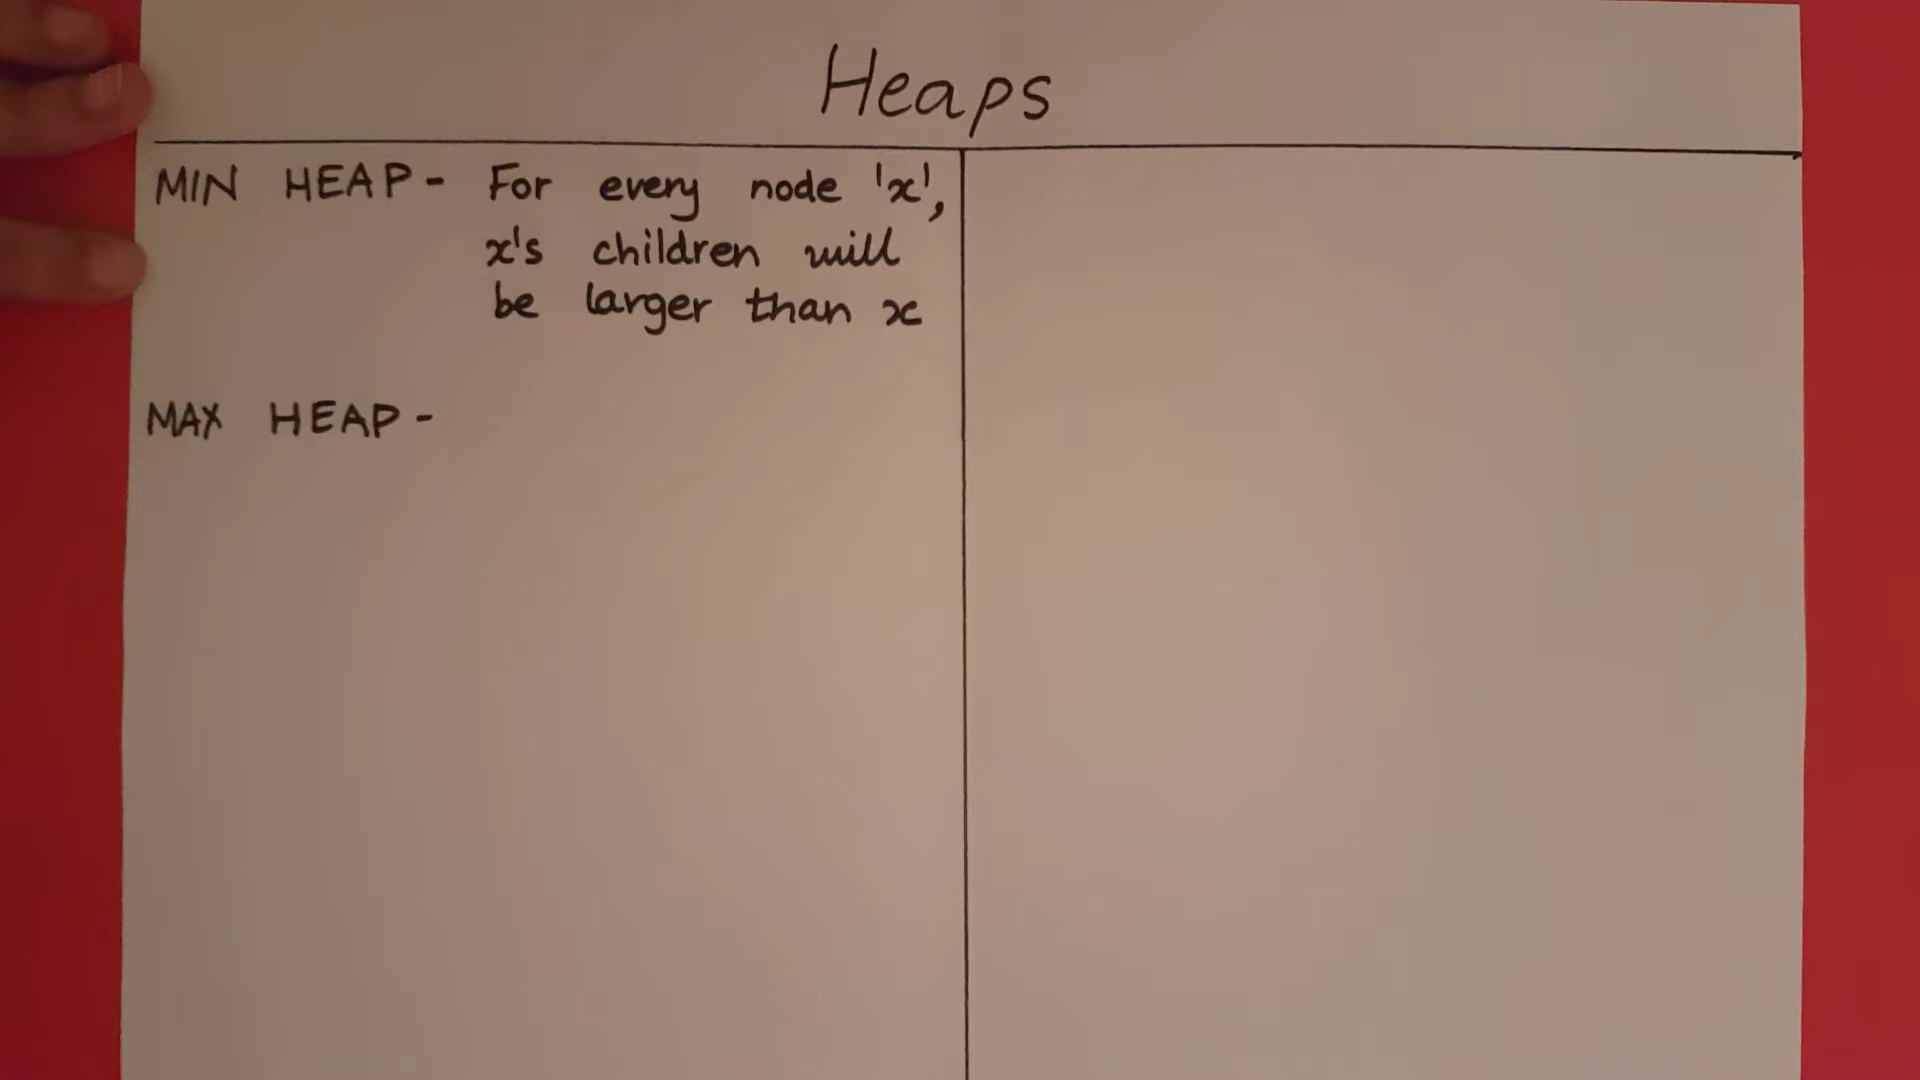 Heaps
MIN HEAP- For every node 'x',
x's children will
be larger than x
MAX HEAP-